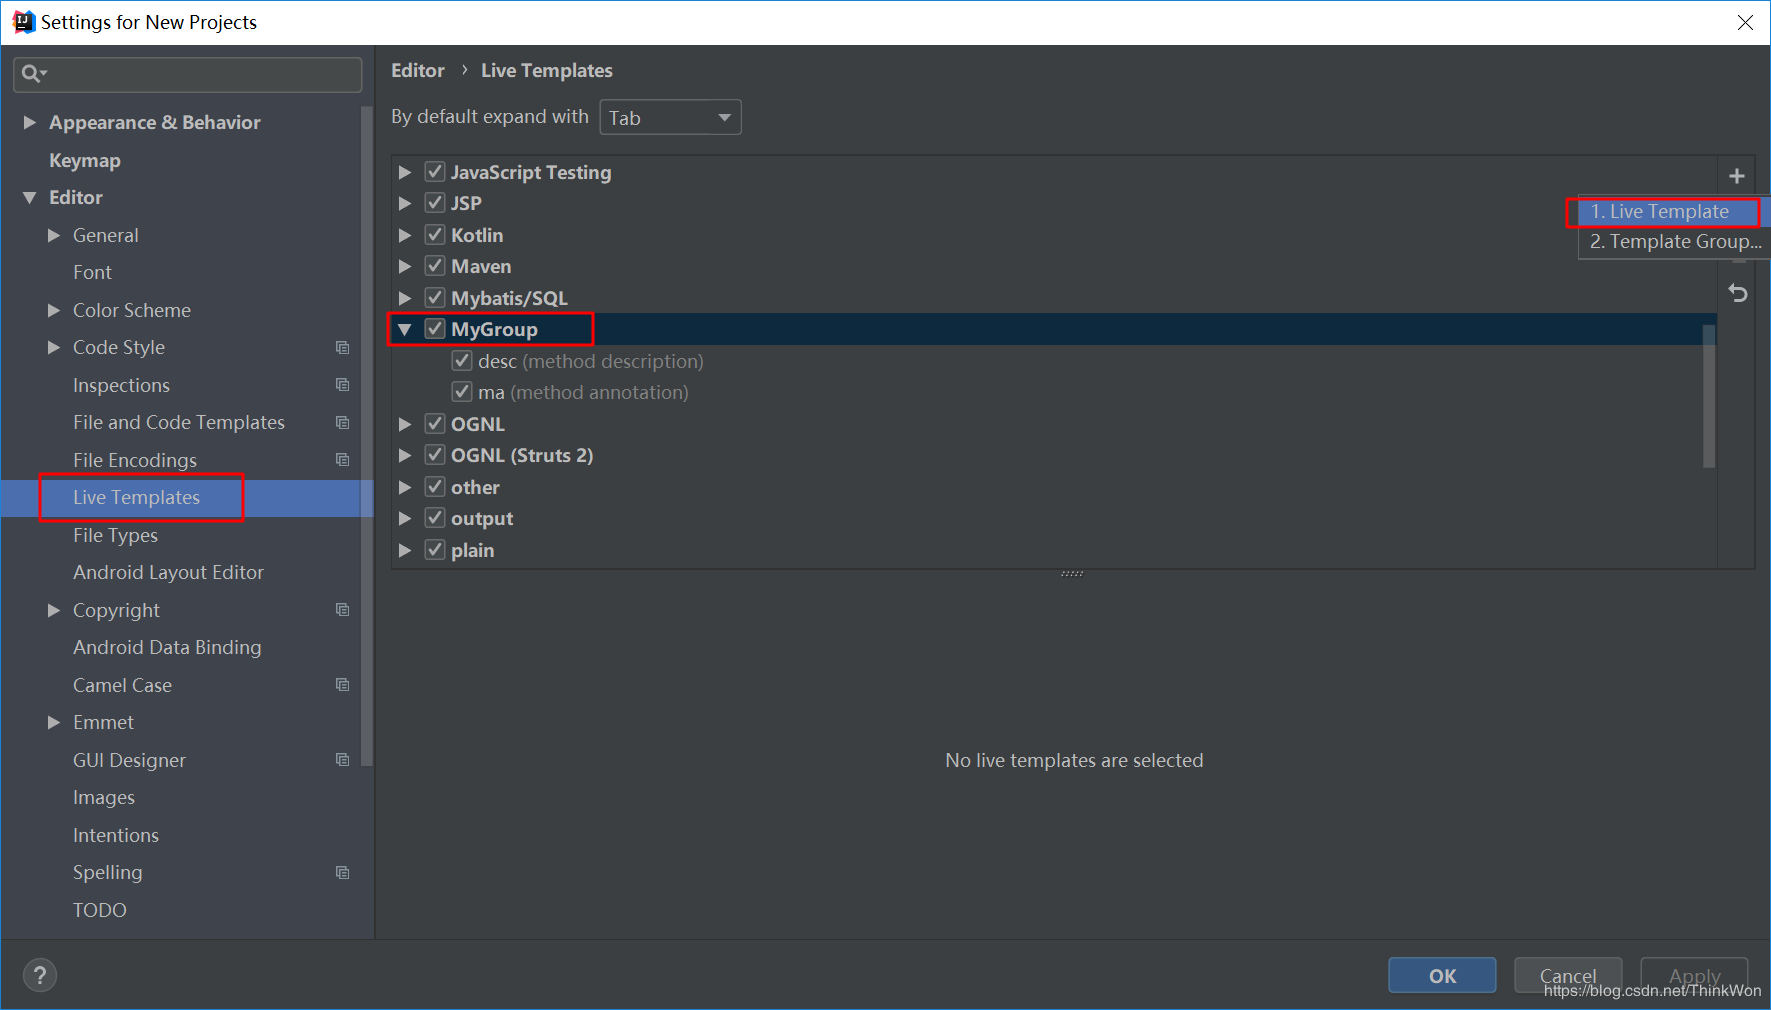 Settings for New Projects
Appearance & Behavior
Keymap
Editor
General
Font
Color Scheme
Code Style
Inspections
File and Code Templates
File Encodings
Live Templates
File Types
Android Layout Editor
Copyright
Android Data Binding
Camel Case
Emmet
GUI Designer
Images
Intentions
Spelling
TODO
Editor › Live Templates
By default expand with Tab
JavaScript Testing
JSP
Kotlin
Maven
Mybatis/SQL
MyGroup
desc (method description)
ma (method annotation)
OGNL
OGNL (Struts 2)
other
output
plain
1. Live Template
2. Template Group...
No live templates are selected
?
OK
Cancel
Apply
https://blog.csdn.net/ThinkWon